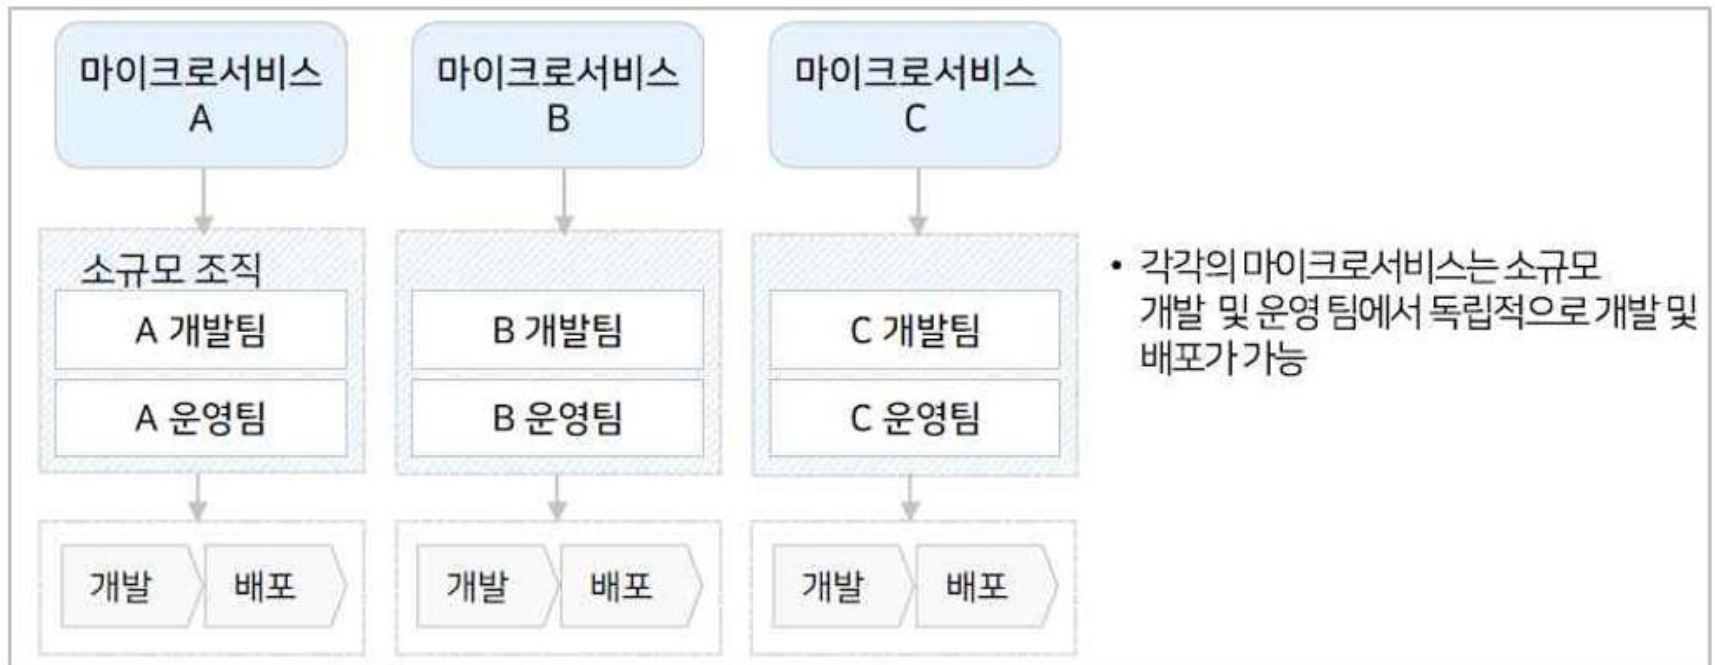 마이크로서비스
A
마이크로서비스
B
마이크로서비스
C
소규모 조직
A 개발팀
A 운영팀
B 개발팀
B 운영팀
C 개발팀
C 운영팀
개발
배포
개발
배포
개발
배포
• 각각의 마이크로서비스는 소규모
개발 및 운영 팀에서 독립적으로 개발 및
배포가 가능